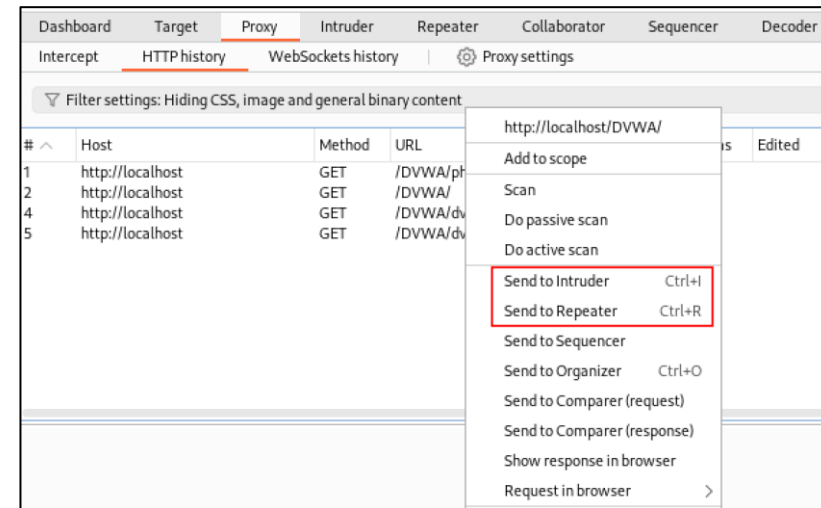 Dashboard Target Proxy Intruder Repeater Collaborator Sequencer Decoder
Intercept HTTP history WebSockets history Proxy settings
Filter settings: Hiding CSS, image and general binary content
# Host Method URL Edited
1 http://localhost GET /DVWA/ph
2 http://localhost GET /DVWA/
4 http://localhost GET /DVWA/dv
5 http://localhost GET /DVWA/dv
http://localhost/DVWA/
Add to scope
Scan
Do passive scan
Do active scan
Send to Intruder Ctrl+I
Send to Repeater Ctrl+R
Send to Sequencer
Send to Organizer Ctrl+O
Send to Comparer (request)
Send to Comparer (response)
Show response in browser
Request in browser